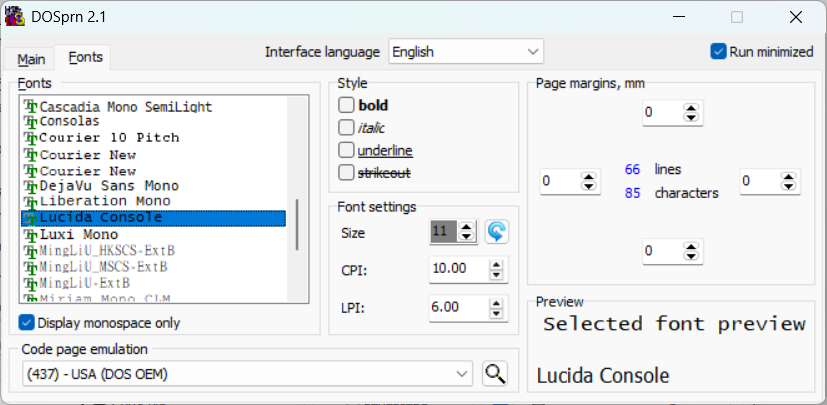 DOSprn 2.1
Main
Fonts
Interface language
English
Run minimized
Fonts
Cascadia Mono SemiLight
Consolas
Courier 10 Pitch
Courier New
Courier New
DejaVu Sans Mono
Liberation Mono
Lucida Console
Luxi Mono
MingLiU_HKSCS-ExtB
MingLiU_MSCS-ExtB
MingLiU-ExtB
Miriam Mono CLM
Display monospace only
Style
bold
italic
underline
strikeout
Font settings
Size
11
CPI:
10.00
LPI:
6.00
Page margins, mm
0
0
66 lines
85 characters
0
0
Preview
Selected font preview
Lucida Console
Code page emulation
(437) - USA (DOS OEM)